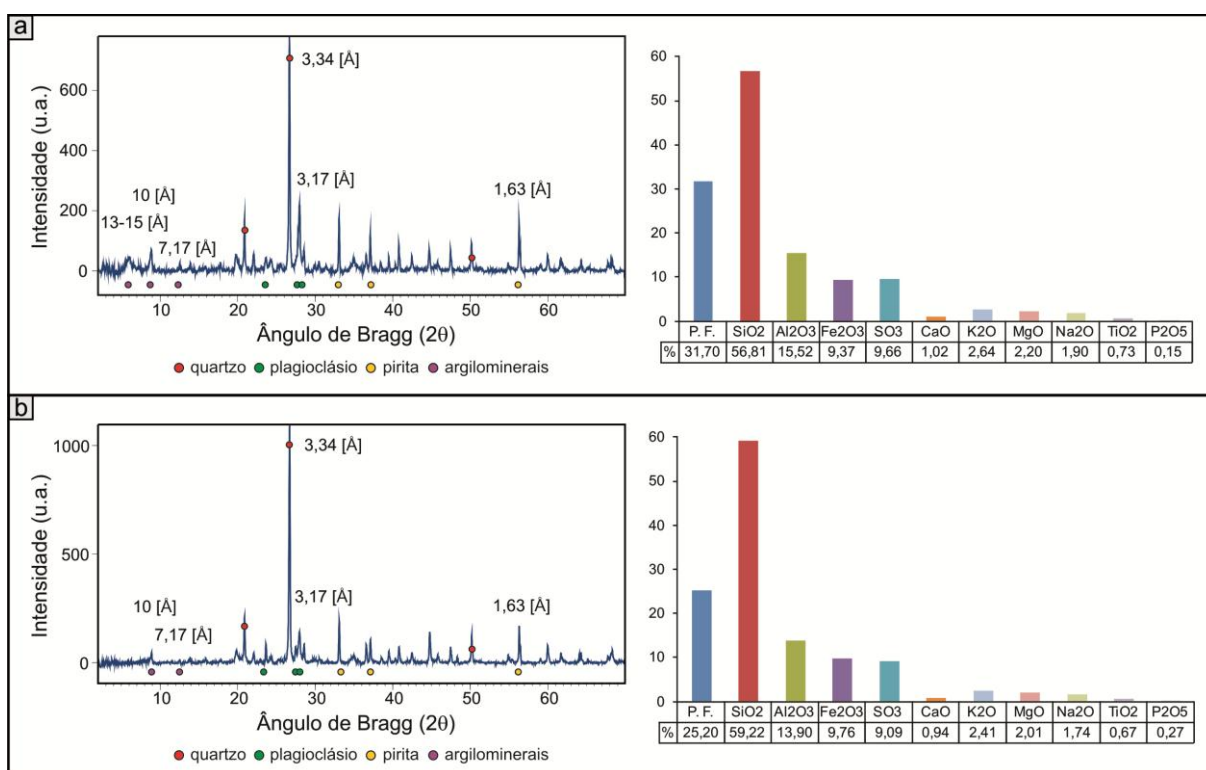 a
Intensidade (u.a.)
600
400
200
0
3,34 [Å]
3,17 [Å]
1,63 [Å]
10 [Å]
13-15 [Å]
7,17 [Å]
10 20 30 40 50 60
Ângulo de Bragg (2θ)
quartzo plagioclásio pirita argilominerais
60
50
40
30
20
10
0
P. F. SiO2 Al2O3 Fe2O3 SO3 CaO K2O MgO Na2O TiO2 P2O5
% 31,70 56,81 15,52 9,37 9,66 1,02 2,64 2,20 1,90 0,73 0,15
b
Intensidade (u.a.)
1000
500
0
3,34 [Å]
3,17 [Å]
1,63 [Å]
10 [Å]
7,17 [Å]
10 20 30 40 50 60
Ângulo de Bragg (2θ)
quartzo plagioclásio pirita argilominerais
60
50
40
30
20
10
0
P. F. SiO2 Al2O3 Fe2O3 SO3 CaO K2O MgO Na2O TiO2 P2O5
% 25,20 59,22 13,90 9,76 9,09 0,94 2,41 2,01 1,74 0,67 0,27